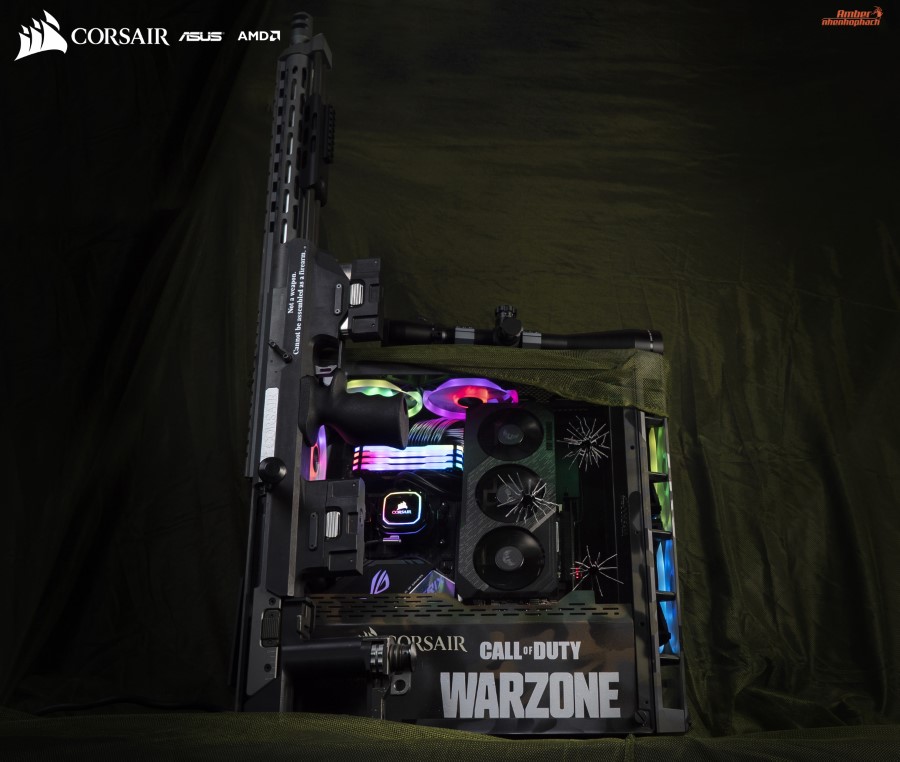 CORSAIR ASUS AMD
Amber
nhenhophach
Not a weapon.
Cannot be assembled as a firearm.
CORSAIR
CORSAIR
CALL OF DUTY
WARZONE